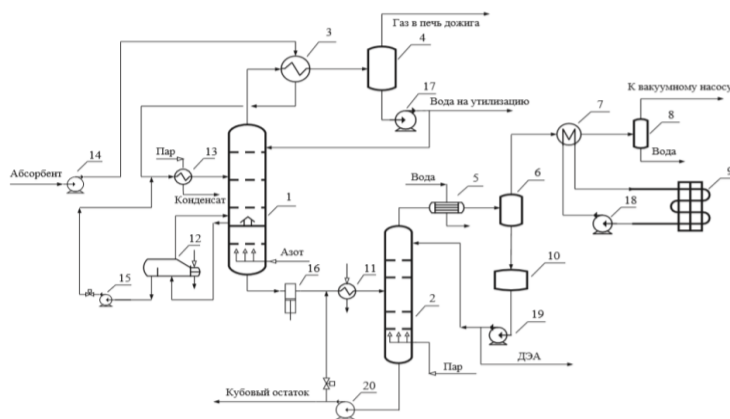 Газ в печь дожига
3
4
К вакуумному насосу
17
Вода на утилизацию
7
8
14
Пар
13
Абсорбент
Вода
9
Вода
5
6
Конденсат
1
18
12
Азот
16
11
10
15
2
19
ДЭА
Пар
Кубовый остаток
20